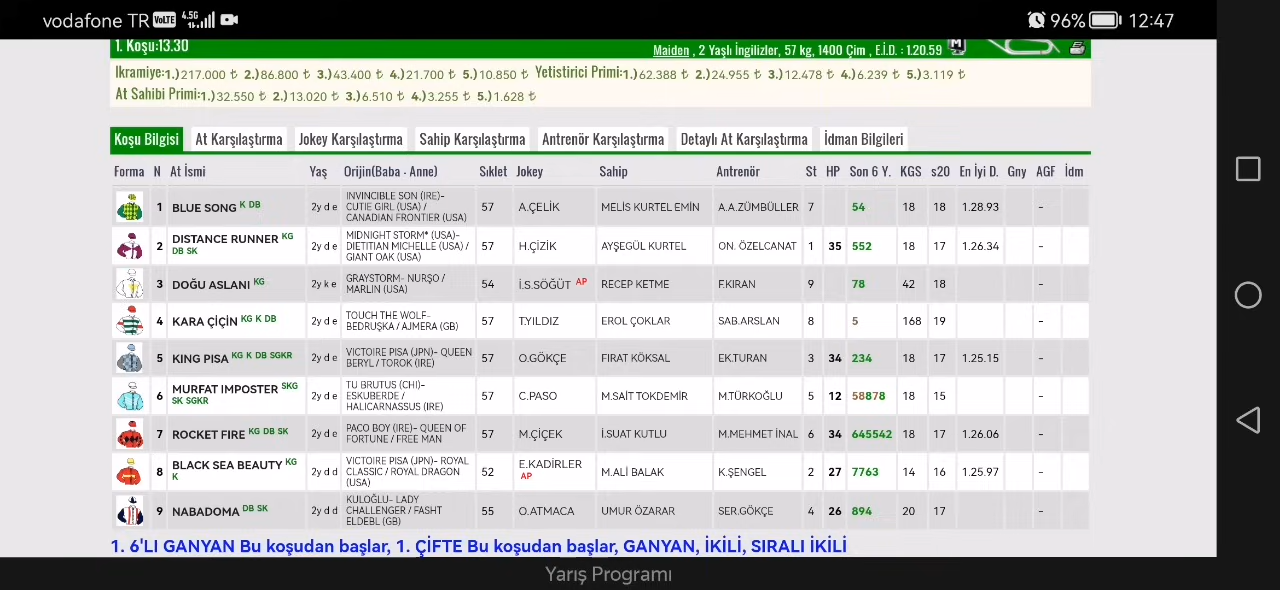 vodafone TR VoLTE 4.5G 96% 12:47
1. Koşu:13.30 Maiden , 2 Yaşlı İngilizler, 57 kg, 1400 Çim , E.İ.D. : 1.20.59
Ikramiye:1.)217.000 ₺ 2.)86.800 ₺ 3.)43.400 ₺ 4.)21.700 ₺ 5.)10.850 ₺ Yetistirici Primi:1.)62.388 ₺ 2.)24.955 ₺ 3.)12.478 ₺ 4.)6.239 ₺ 5.)3.119 ₺
At Sahibi Primi:1.)32.550 ₺ 2.)13.020 ₺ 3.)6.510 ₺ 4.)3.255 ₺ 5.)1.628 ₺
Koşu Bilgisi At Karşılaştırma Jokey Karşılaştırma Sahip Karşılaştırma Antrenör Karşılaştırma Detaylı At Karşılaştırma İdman Bilgileri
Forma N At İsmi Yaş Orijin(Baba - Anne) Sıklet Jokey Sahip Antrenör St HP Son 6 Y. KGS s20 En İyi D. Gny AGF İdm
1 BLUE SONG K DB 2y d e INVINCIBLE SON (IRE)- CUTIE GIRL (USA) / CANADIAN FRONTIER (USA) 57 A.ÇELİK MELİS KURTEL EMİN A.A.ZÜMBÜLLER 7 54 18 18 1.28.93 -
2 DISTANCE RUNNER KG DB SK 2y d e MIDNIGHT STORM* (USA)- DIETITIAN MICHELLE (USA) / GIANT OAK (USA) 57 H.ÇİZİK AYŞEGÜL KURTEL ON. ÖZELCANAT 1 35 552 18 17 1.26.34 -
3 DOĞU ASLANI KG 2y k e GRAYSTORM- NURŞO / MARLIN (USA) 54 İ.S.SÖĞÜT AP RECEP KETME F.KIRAN 9 78 42 18 -
4 KARA ÇİÇİN KG K DB 2y d e TOUCH THE WOLF- BEDRUŞKA / AJMERA (GB) 57 T.YILDIZ EROL ÇOKLAR SAB.ARSLAN 8 5 168 19 -
5 KING PISA KG K DB SGKR 2y d e VICTOIRE PISA (JPN)- QUEEN BERYL / TOROK (IRE) 57 O.GÖKÇE FIRAT KÖKSAL EK.TURAN 3 34 234 18 17 1.25.15 -
6 MURFAT IMPOSTER SKG SK SGKR 2y d e TU BRUTUS (CHI)- ESKUBERDE / HALICARNASSUS (IRE) 57 C.PASO M.SAİT TOKDEMİR M.TÜRKOĞLU 5 12 58878 18 15 -
7 ROCKET FIRE KG DB SK 2y d e PACO BOY (IRE)- QUEEN OF FORTUNE / FREE MAN 57 M.ÇİÇEK İ.SUAT KUTLU M.MEHMET İNAL 6 34 645542 18 17 1.26.06 -
8 BLACK SEA BEAUTY KG K 2y d d VICTOIRE PISA (JPN)- ROYAL CLASSIC / ROYAL DRAGON (USA) 52 E.KADİRLER AP M.ALİ BALAK K.ŞENGEL 2 27 7763 14 16 1.25.97 -
9 NABADOMA DB SK 2y d d KULOĞLU- LADY CHALLENGER / FASHT ELDEBL (GB) 55 O.ATMACA UMUR ÖZARAR SER.GÖKÇE 4 26 894 20 17 -
1. 6'LI GANYAN Bu koşudan başlar, 1. ÇİFTE Bu koşudan başlar, GANYAN, İKİLİ, SIRALI İKİLİ
Yarış Programı